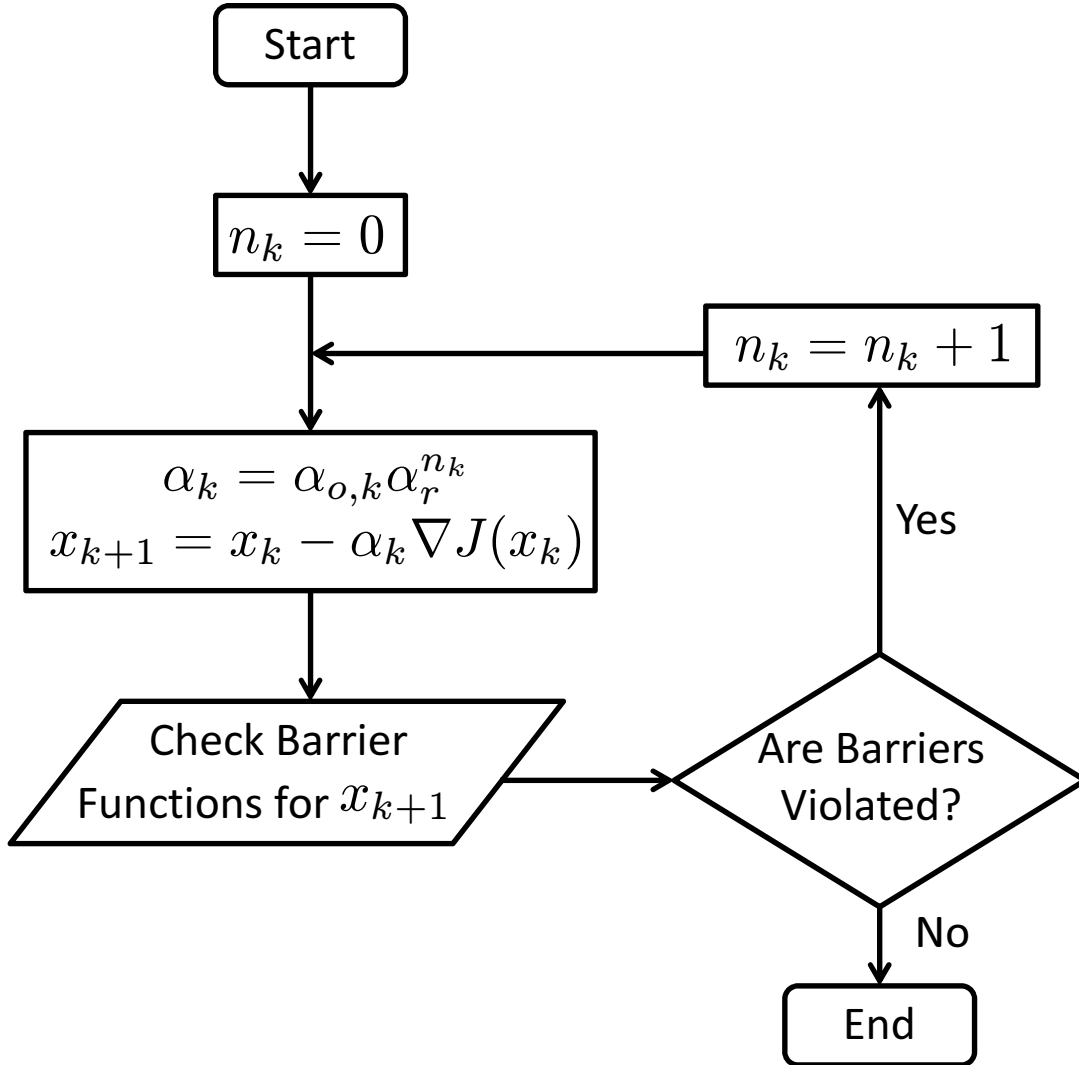 Start
$n_k = 0$
$n_k = n_k + 1$
$\alpha_k = \alpha_{o,k} \alpha_r^{n_k}$
$x_{k+1} = x_k - \alpha_k \nabla J(x_k)$
Yes
Check Barrier
Functions for $x_{k+1}$
Are Barriers
Violated?
No
End